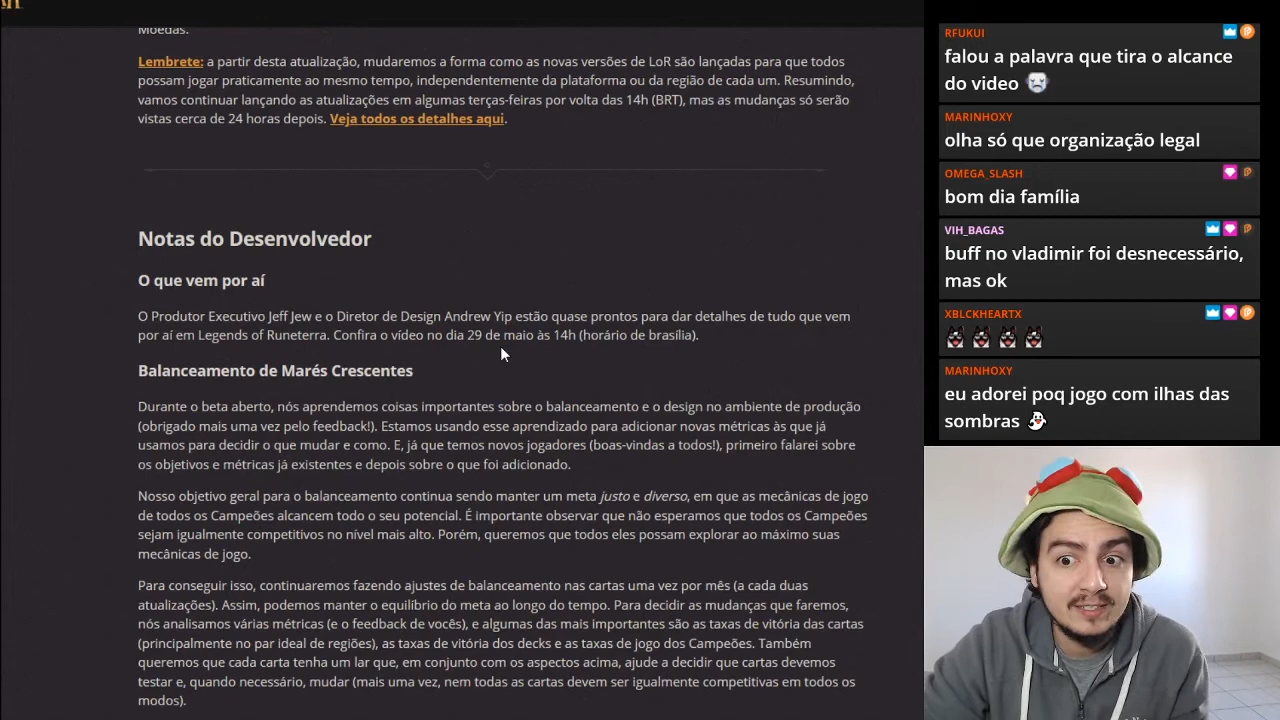 Moedas.
Lembrete: a partir desta atualização, mudaremos a forma como as novas versões de LoR são lançadas para que todos
possam jogar praticamente ao mesmo tempo, independentemente da plataforma ou da região de cada um. Resumindo,
vamos continuar lançando as atualizações em algumas terças-feiras por volta das 14h (BRT), mas as mudanças só serão
vistas cerca de 24 horas depois. Veja todos os detalhes aqui.
Notas do Desenvolvedor
O que vem por aí
O Produtor Executivo Jeff Jew e o Diretor de Design Andrew Yip estão quase prontos para dar detalhes de tudo que vem
por aí em Legends of Runeterra. Confira o vídeo no dia 29 de maio às 14h (horário de brasília).
Balanceamento de Marés Crescentes
Durante o beta aberto, nós aprendemos coisas importantes sobre o balanceamento e o design no ambiente de produção
(obrigado mais uma vez pelo feedback!). Estamos usando esse aprendizado para adicionar novas métricas às que já
usamos para decidir o que mudar e como. E, já que temos novos jogadores (boas-vindas a todos!), primeiro falarei sobre
os objetivos e métricas já existentes e depois sobre o que foi adicionado.
Nosso objetivo geral para o balanceamento continua sendo manter um meta justo e diverso, em que as mecânicas de jogo
de todos os Campeões alcancem todo o seu potencial. É importante observar que não esperamos que todos os Campeões
sejam igualmente competitivos no nível mais alto. Porém, queremos que todos eles possam explorar ao máximo suas
mecânicas de jogo.
Para conseguir isso, continuaremos fazendo ajustes de balanceamento nas cartas uma vez por mês (a cada duas
atualizações). Assim, podemos manter o equilíbrio do meta ao longo do tempo. Para decidir as mudanças que faremos,
nós analisamos várias métricas (e o feedback de vocês), e algumas das mais importantes são as taxas de vitória das cartas
(principalmente no par ideal de regiões), as taxas de vitória dos decks e as taxas de jogo dos Campeões. Também
queremos que cada carta tenha um lar que, em conjunto com os aspectos acima, ajude a decidir que cartas devemos
testar e, quando necessário, mudar (mais uma vez, nem todas as cartas devem ser igualmente competitivas em todos os
modos).
RFUKUI
falou a palavra que tira o alcance
do video
MARINHOXY
olha só que organização legal
OMEGA_SLASH
bom dia família
VIH_BAGAS
buff no vladimir foi desnecessário,
mas ok
XBLCKHEARTX
MARINHOXY
eu adorei poq jogo com ilhas das
sombras